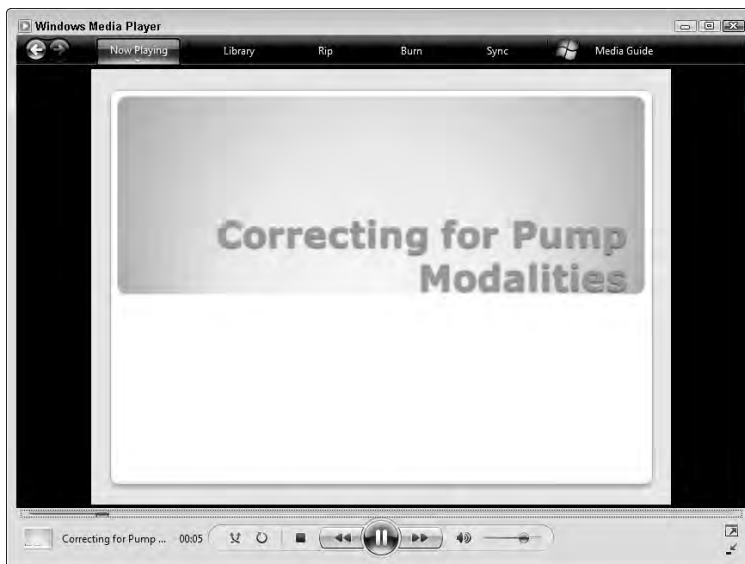 Windows Media Player
Now Playing Library Rip Burn Sync Media Guide
Correcting for Pump
Modalities
Correcting for Pump ... 00:05